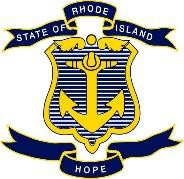 STATE OF RHODE ISLAND
HOPE